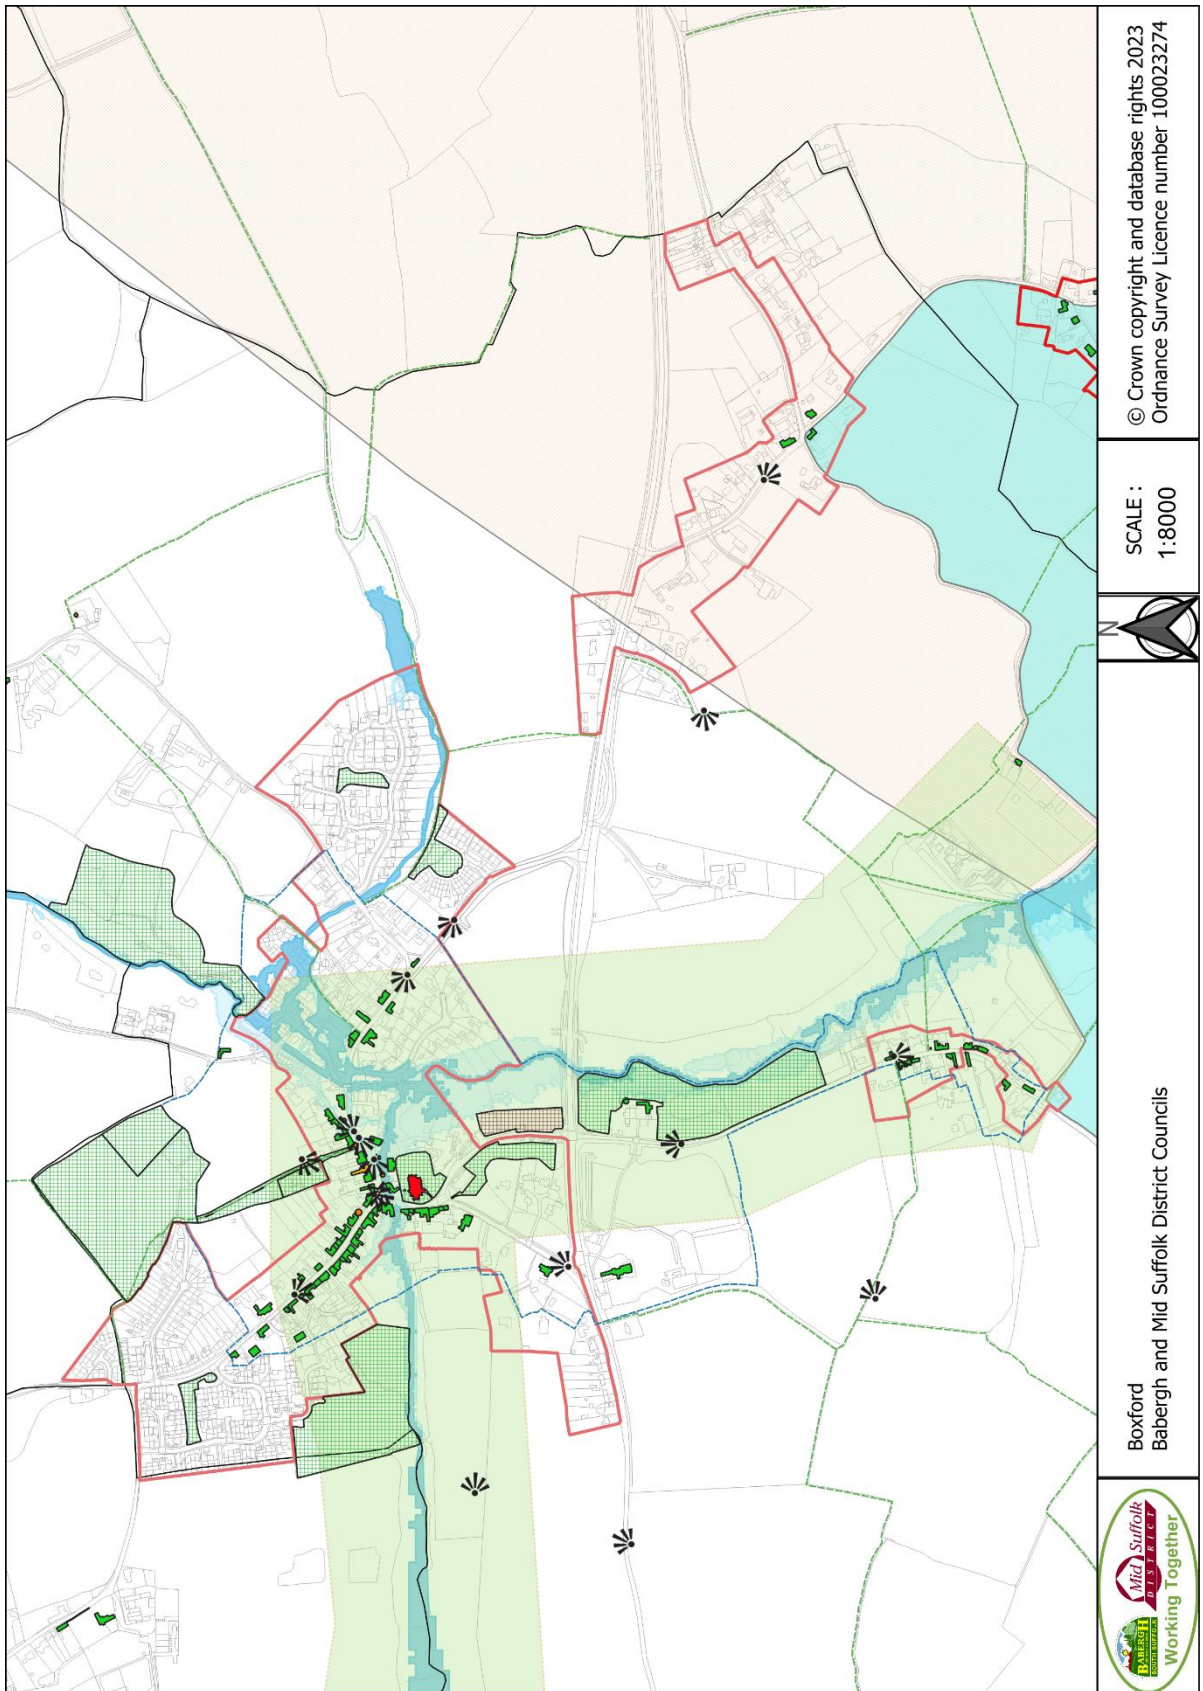 Boxford
Babergh and Mid Suffolk District Councils
N
SCALE :
1:8000
© Crown copyright and database rights 2023
Ordnance Survey Licence number 100023274
BABERGH
SOUTH SUFFOLK
Mid Suffolk
DISTRICT
Working Together